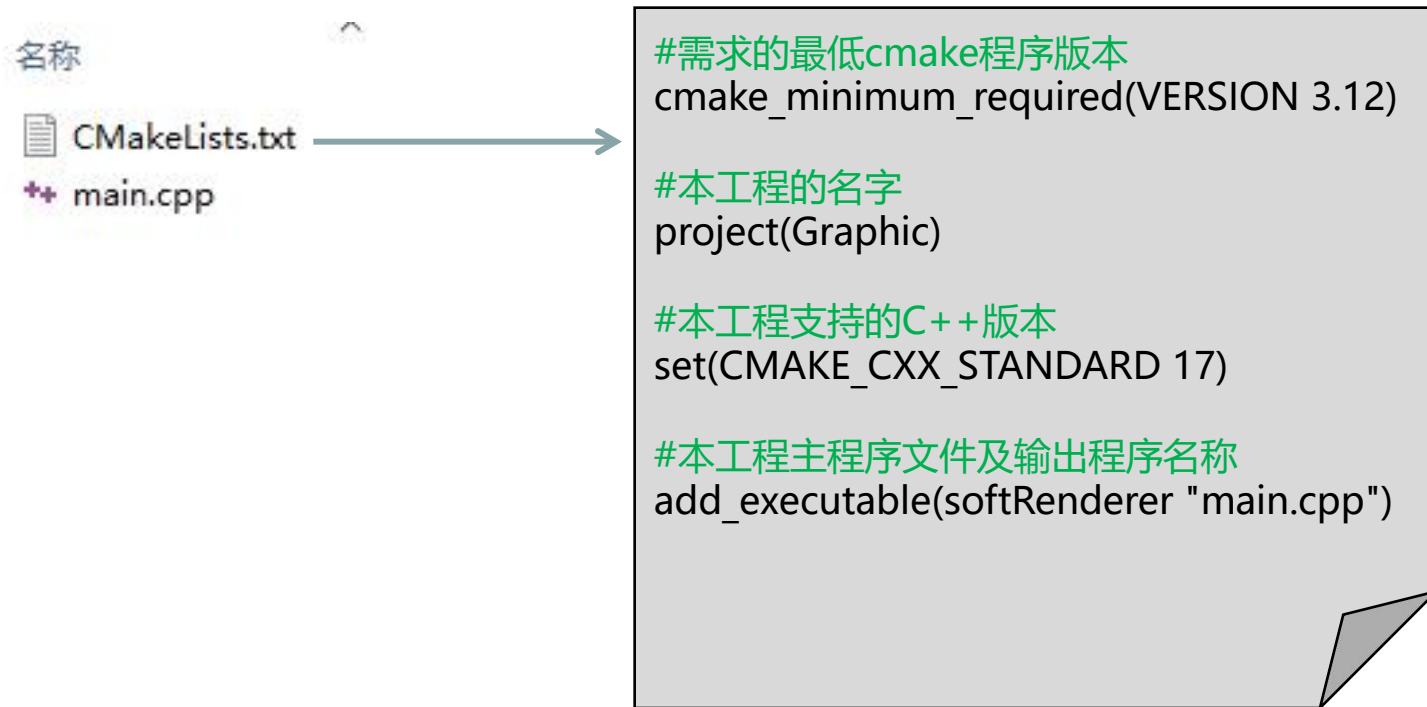 名称
CMakeLists.txt
main.cpp
#需求的最低cmake程序版本
cmake_minimum_required(VERSION 3.12)
#本工程的名字
project(Graphic)
#本工程支持的C++版本
set(CMAKE_CXX_STANDARD 17)
#本工程主程序文件及输出程序名称
add_executable(softRenderer "main.cpp")